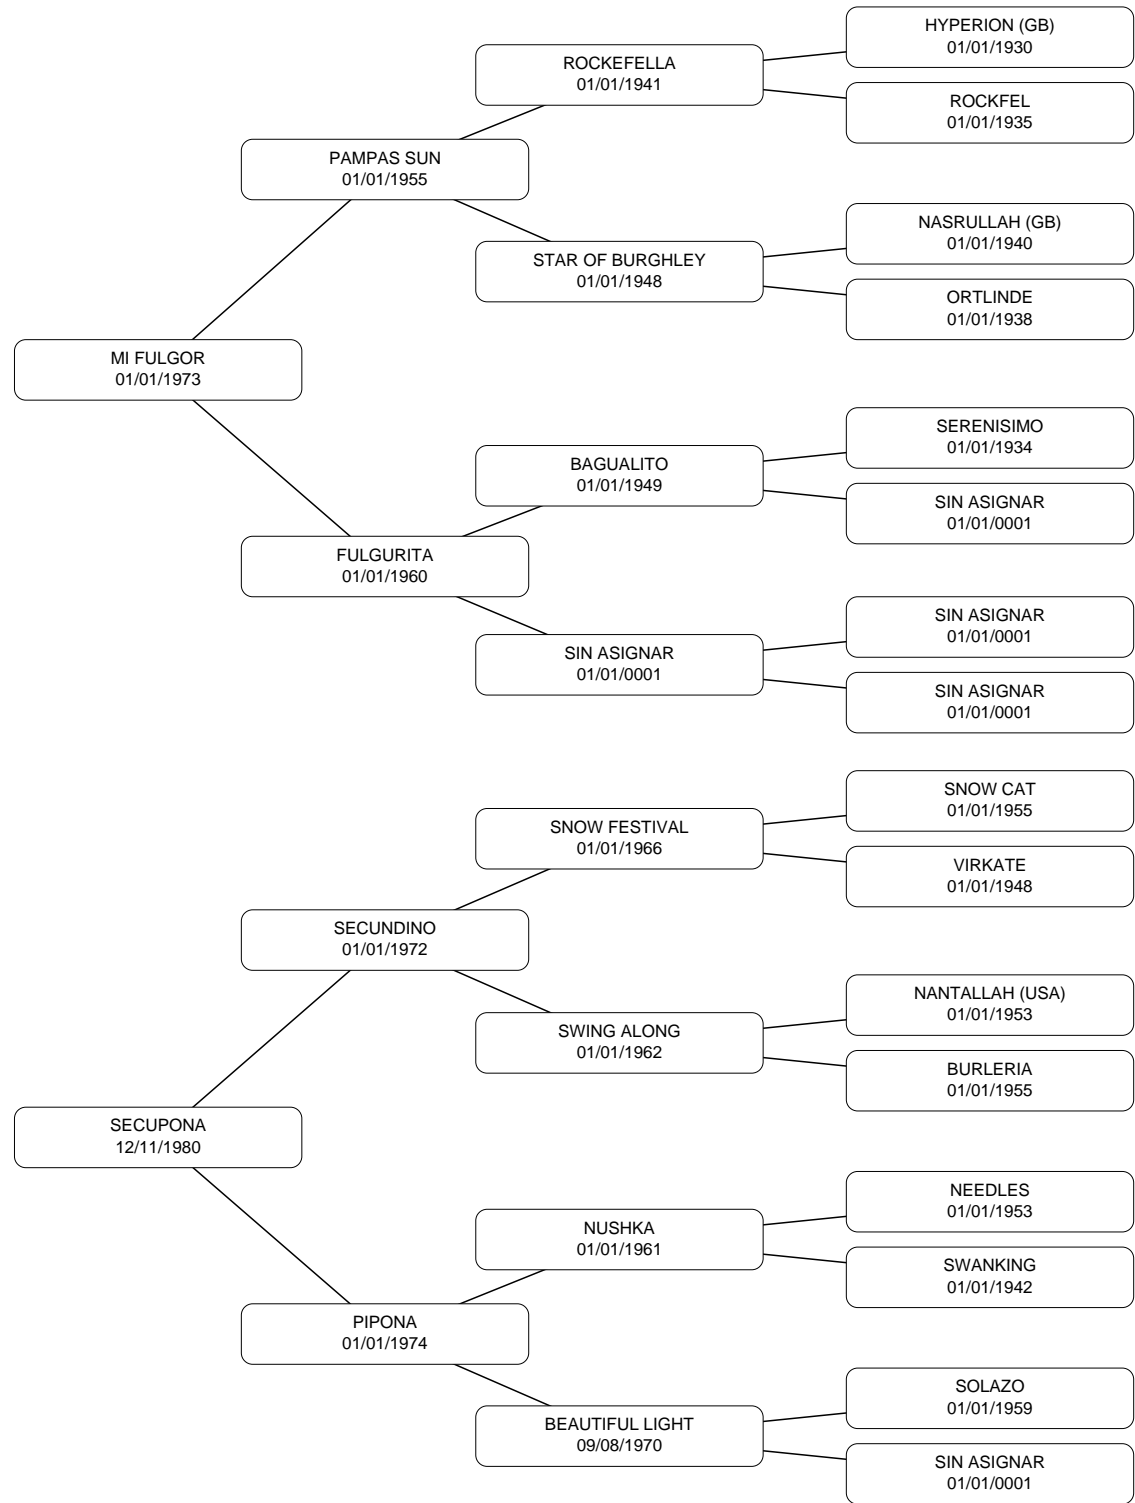 HYPERION (GB)
01/01/1930
ROCKEFELLA
01/01/1941
ROCKFEL
01/01/1935
PAMPAS SUN
01/01/1955
NASRULLAH (GB)
01/01/1940
STAR OF BURGHLEY
01/01/1948
ORTLINDE
01/01/1938
MI FULGOR
01/01/1973
SERENISIMO
01/01/1934
BAGUALITO
01/01/1949
SIN ASIGNAR
01/01/0001
FULGURITA
01/01/1960
SIN ASIGNAR
01/01/0001
SIN ASIGNAR
01/01/0001
SIN ASIGNAR
01/01/0001
SNOW CAT
01/01/1955
SNOW FESTIVAL
01/01/1966
VIRKATE
01/01/1948
SECUNDINO
01/01/1972
NANTALLAH (USA)
01/01/1953
SWING ALONG
01/01/1962
BURLERIA
01/01/1955
SECUPONA
12/11/1980
NEEDLES
01/01/1953
NUSHKA
01/01/1961
SWANKING
01/01/1942
PIPONA
01/01/1974
SOLAZO
01/01/1959
BEAUTIFUL LIGHT
09/08/1970
SIN ASIGNAR
01/01/0001